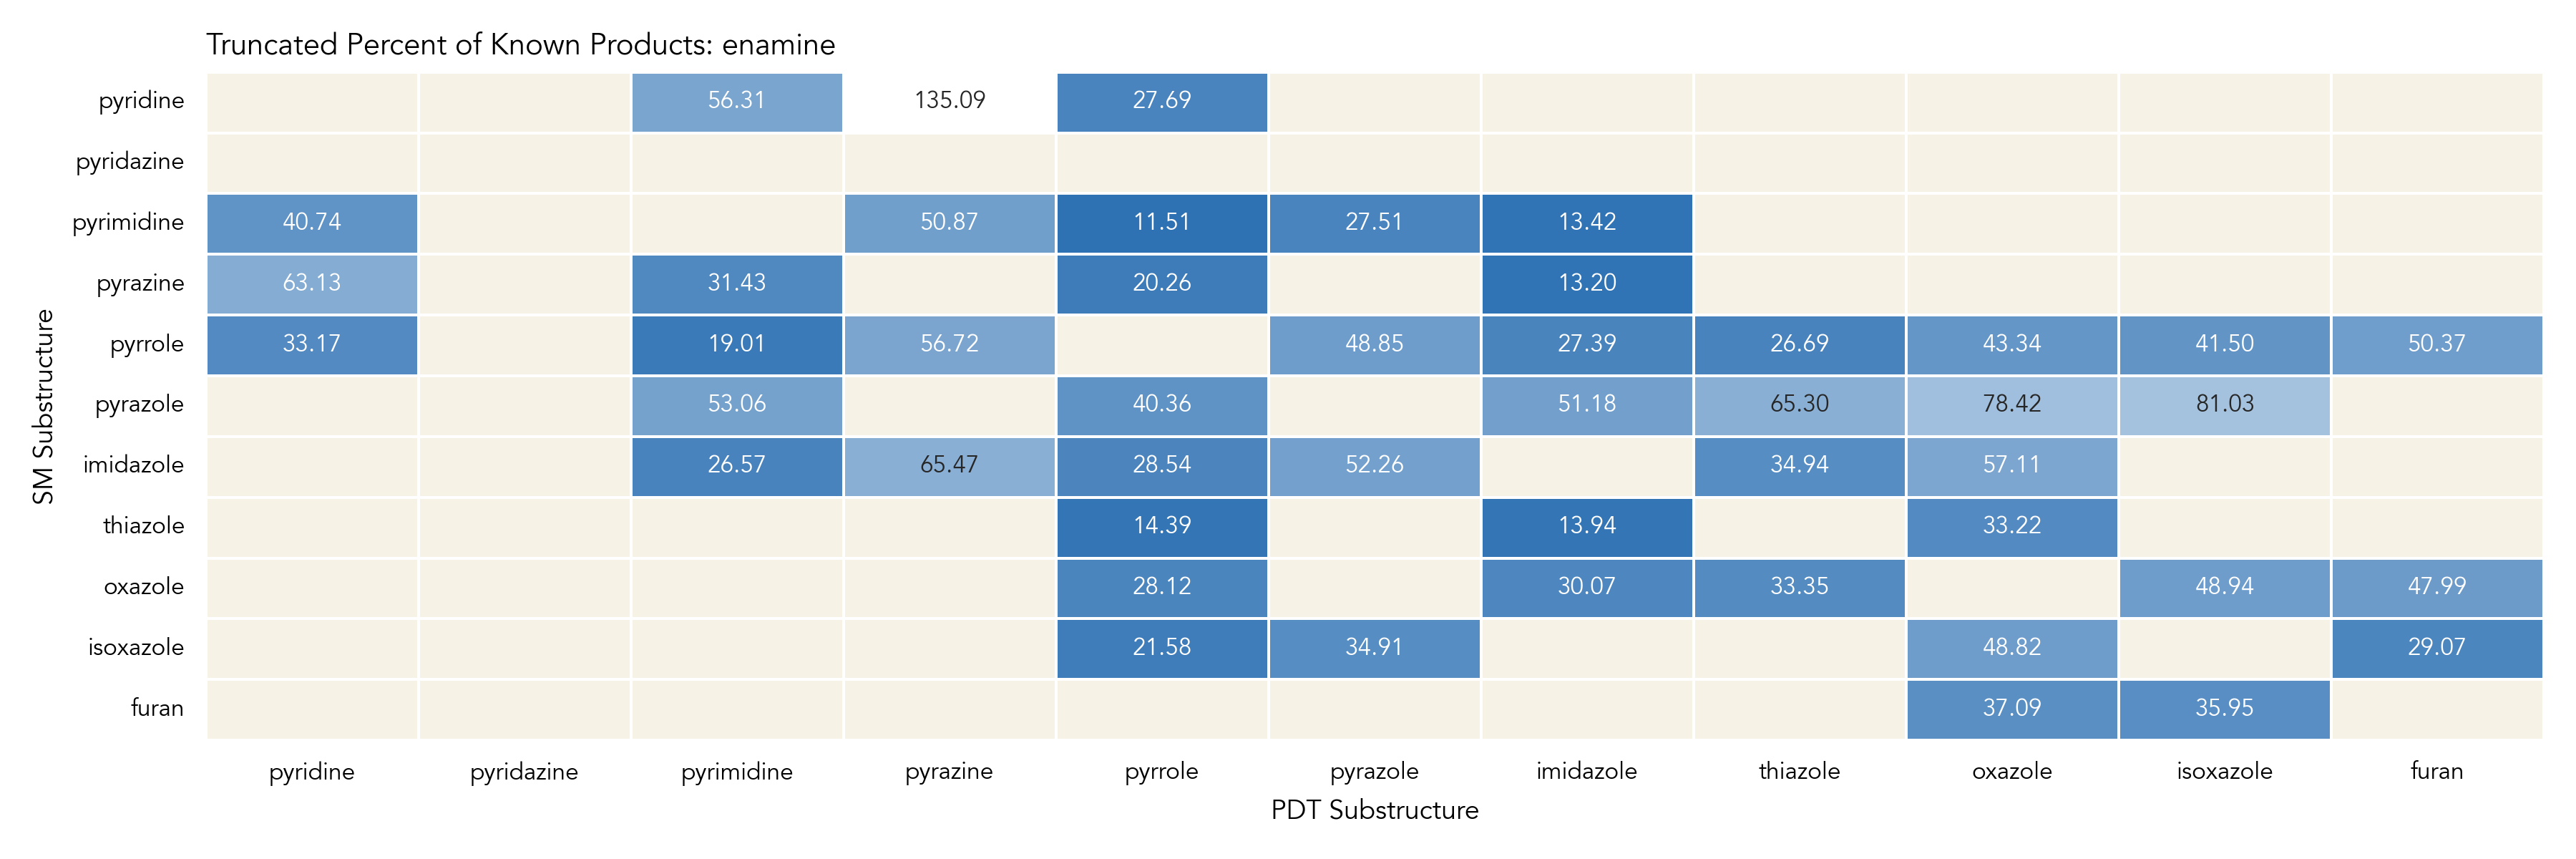 Truncated Percent of Known Products: enamine
pyridine 56.31 135.09 27.69
pyridazine
pyrimidine 40.74 50.87 11.51 27.51 13.42
pyrazine 63.13 31.43 20.26 13.20
pyrrole 33.17 19.01 56.72 48.85 27.39 26.69 43.34 41.50 50.37
pyrazole 53.06 40.36 51.18 65.30 78.42 81.03
imidazole 26.57 65.47 28.54 52.26 34.94 57.11
thiazole 14.39 13.94 33.22
oxazole 28.12 30.07 33.35 48.94 47.99
isoxazole 21.58 34.91 48.82 29.07
furan 37.09 35.95
SM Substructure
pyridine pyridazine pyrimidine pyrazine pyrrole pyrazole imidazole thiazole oxazole isoxazole furan
PDT Substructure